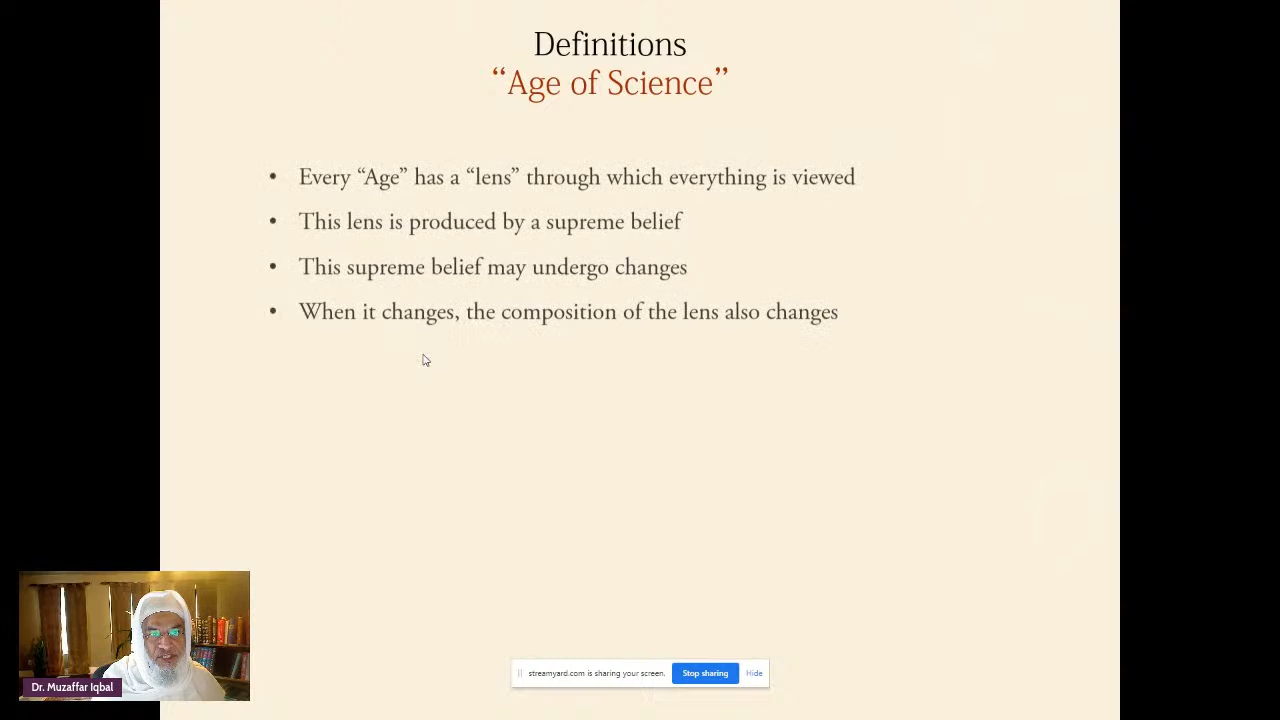 Definitions
“Age of Science”
• Every “Age” has a “lens” through which everything is viewed
• This lens is produced by a supreme belief
• This supreme belief may undergo changes
• When it changes, the composition of the lens also changes
Dr. Muzaffar Iqbal
streamyard.com is sharing your screen. Stop sharing Hide